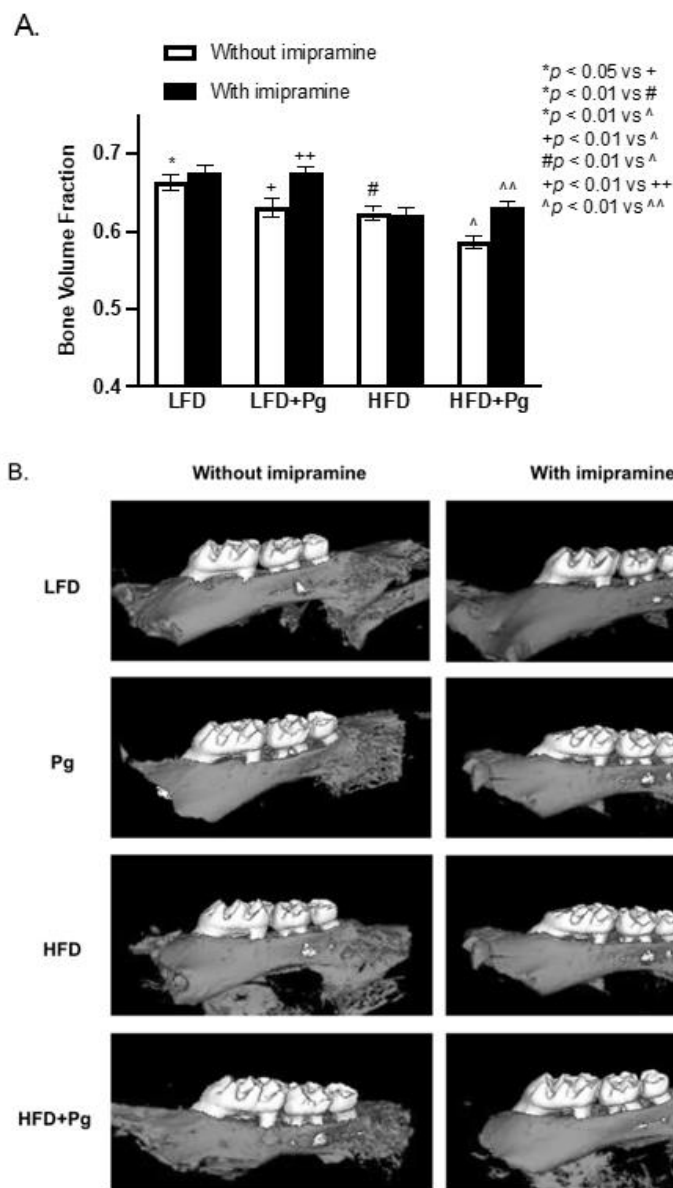 A.
Without imipramine
With imipramine
*p < 0.05 vs +
*p < 0.01 vs #
*p < 0.01 vs ^
+p < 0.01 vs ^
#p < 0.01 vs ^
+p < 0.01 vs ++
^p < 0.01 vs ^^
Bone Volume Fraction
0.7
0.6
0.5
0.4
*
+
++
#
^
^^
LFD LFD+Pg HFD HFD+Pg
B.
Without imipramine With imipramine
LFD
Pg
HFD
HFD+Pg